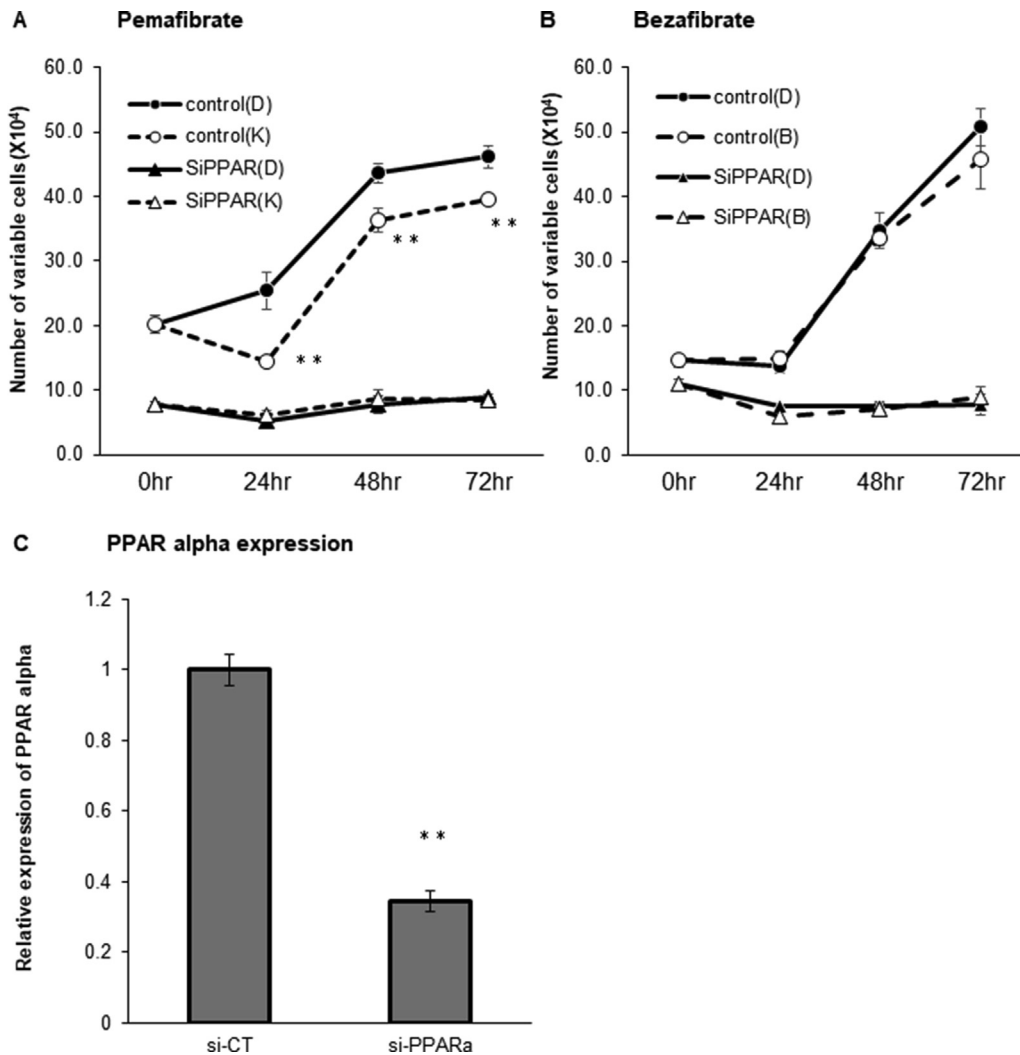 A Pemafibrate
Number of variable cells (X10⁴)
60.0
50.0
40.0
30.0
20.0
10.0
0.0
control(D)
control(K)
SiPPAR(D)
SiPPAR(K)
**
**
**
0hr 24hr 48hr 72hr
B Bezafibrate
Number of variable cells (X10⁴)
60.0
50.0
40.0
30.0
20.0
10.0
0.0
control(D)
control(B)
SiPPAR(D)
SiPPAR(B)
0hr 24hr 48hr 72hr
C PPAR alpha expression
Relative expression of PPAR alpha
1.2
1
0.8
0.6
0.4
0.2
0
**
si-CT si-PPARa